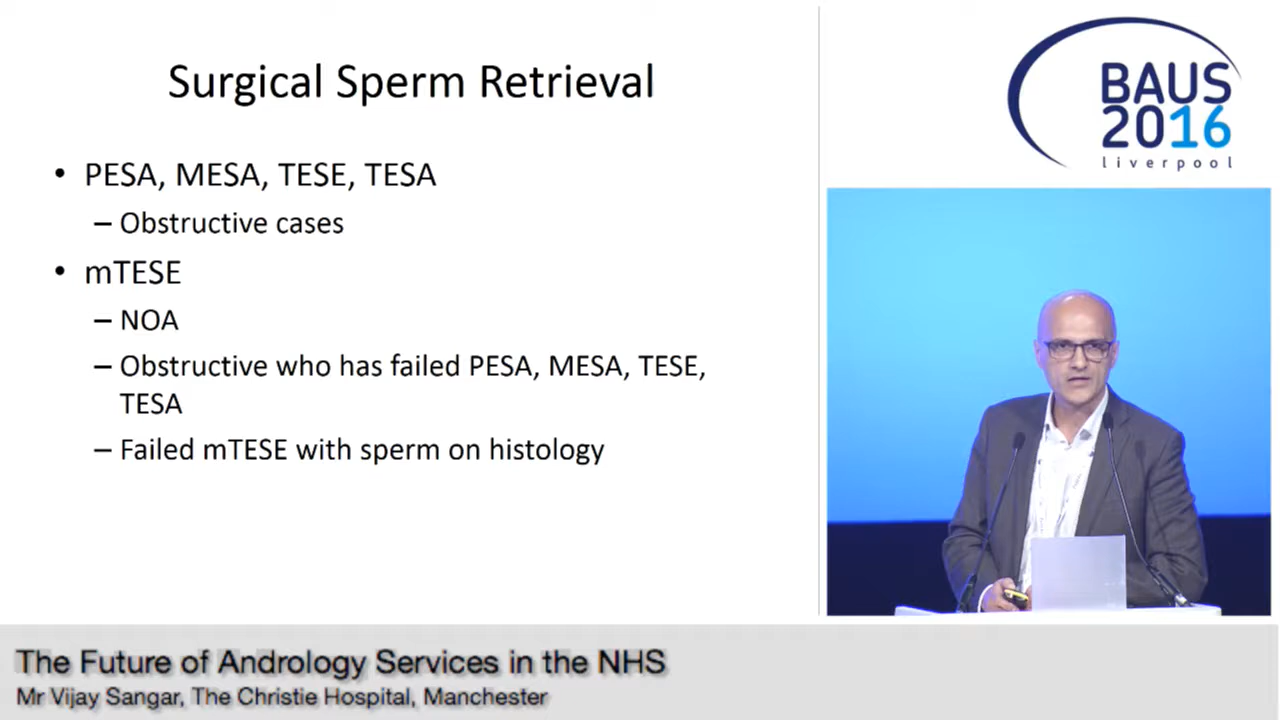 Surgical Sperm Retrieval
• PESA, MESA, TESE, TESA
– Obstructive cases
• mTESE
– NOA
– Obstructive who has failed PESA, MESA, TESE,
TESA
– Failed mTESE with sperm on histology
BAUS
2016
liverpool
The Future of Andrology Services in the NHS
Mr Vijay Sangar, The Christie Hospital, Manchester